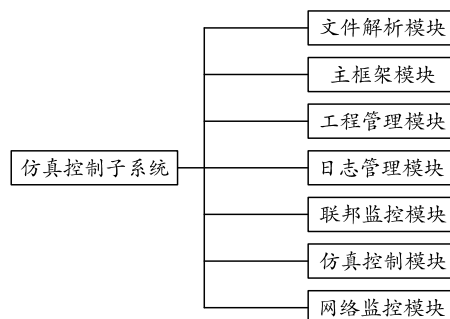 文件解析模块
主框架模块
工程管理模块
仿真控制子系统
日志管理模块
联邦监控模块
仿真控制模块
网络监控模块